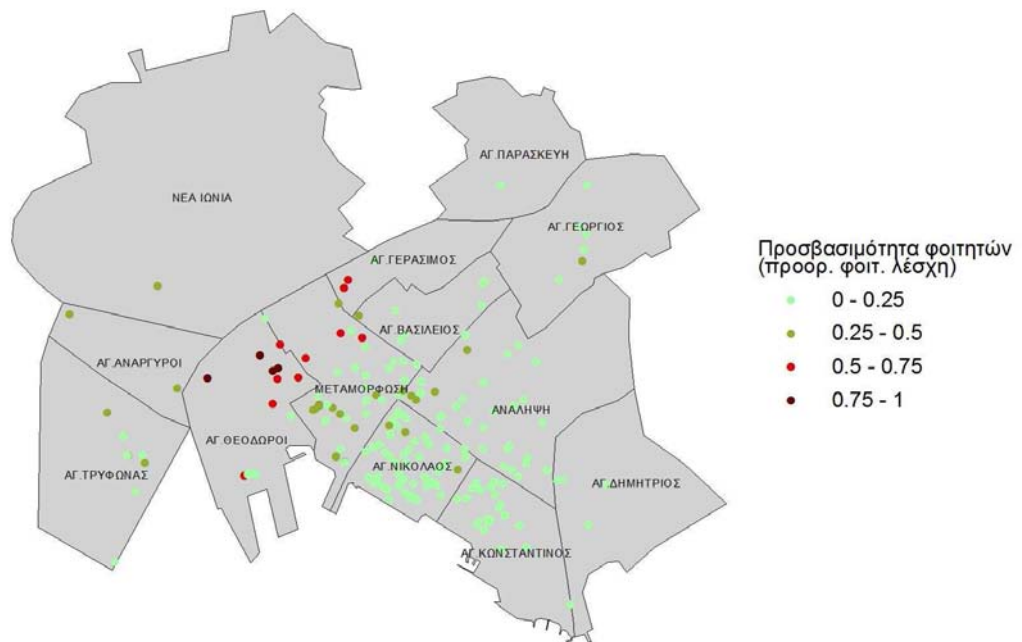 ΑΓ.ΠΑΡΑΣΚΕΥΗ
ΝΕΑ ΙΩΝΙΑ
ΑΓ.ΓΕΩΡΓΙΟΣ
ΑΓ.ΓΕΡΑΣΙΜΟΣ
ΑΓ.ΒΑΣΙΛΕΙΟΣ
ΑΓ.ΑΝΑΡΓΥΡΟΙ
ΜΕΤΑΜΟΡΦΩΣΗ
ΑΝΑΛΗΨΗ
ΑΓ.ΘΕΟΔΩΡΟΙ
ΑΓ.ΝΙΚΟΛΑΟΣ
ΑΓ.ΤΡΥΦΩΝΑΣ
ΑΓ.ΔΗΜΗΤΡΙΟΣ
ΑΓ.ΚΩΝΣΤΑΝΤΙΝΟΣ
Προσβασιμότητα φοιτητών
(προορ. φοιτ. λέσχη)
0 - 0.25
0.25 - 0.5
0.5 - 0.75
0.75 - 1